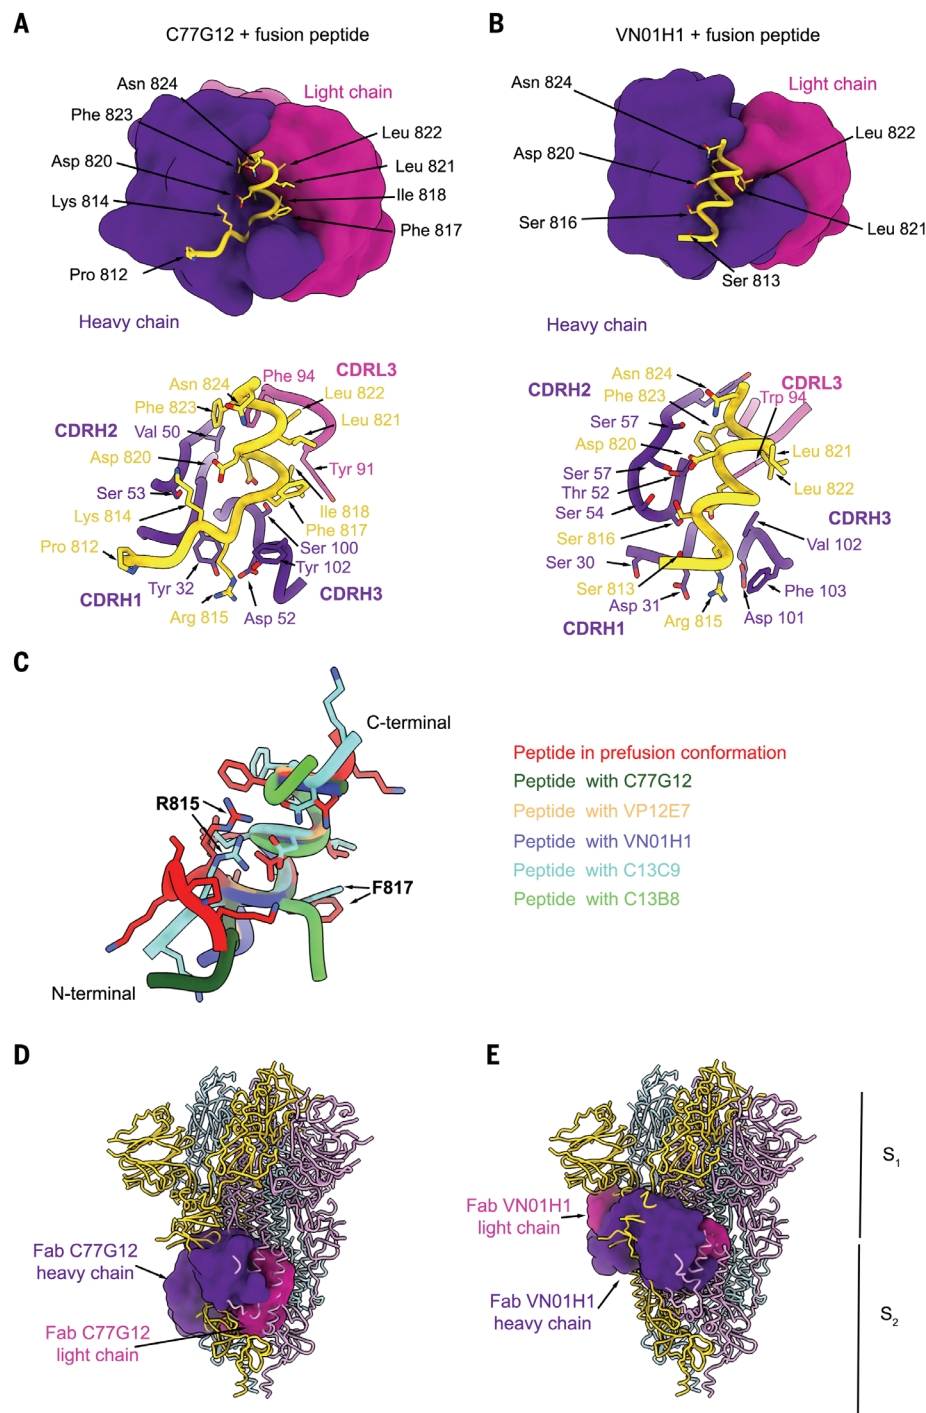 A
C77G12 + fusion peptide
Asn 824
Light chain
Phe 823
Leu 822
Asp 820
Leu 821
Lys 814
Ile 818
Phe 817
Pro 812
Heavy chain
Asn 824
Phe 94
CDRL3
Leu 822
Phe 823
Leu 821
Val 50
CDRH2
Asp 820
Tyr 91
Ser 53
Ile 818
Lys 814
Phe 817
Pro 812
Ser 100
Tyr 102
Tyr 32
CDRH1
CDRH3
Arg 815
Asp 52
B
VN01H1 + fusion peptide
Asn 824
Light chain
Leu 822
Asp 820
Ser 816
Leu 821
Ser 813
Heavy chain
Asn 824
CDRL3
CDRH2
Phe 823
Trp 94
Ser 57
Asp 820
Leu 821
Ser 57
Thr 52
Leu 822
Ser 54
CDRH3
Ser 816
Val 102
Ser 30
Ser 813
Phe 103
Asp 31
Arg 815
Asp 101
CDRH1
C
C-terminal
R815
F817
N-terminal
Peptide in prefusion conformation
Peptide with C77G12
Peptide with VP12E7
Peptide with VN01H1
Peptide with C13C9
Peptide with C13B8
D
Fab C77G12
heavy chain
Fab C77G12
light chain
E
Fab VN01H1
light chain
Fab VN01H1
heavy chain
S1
S2